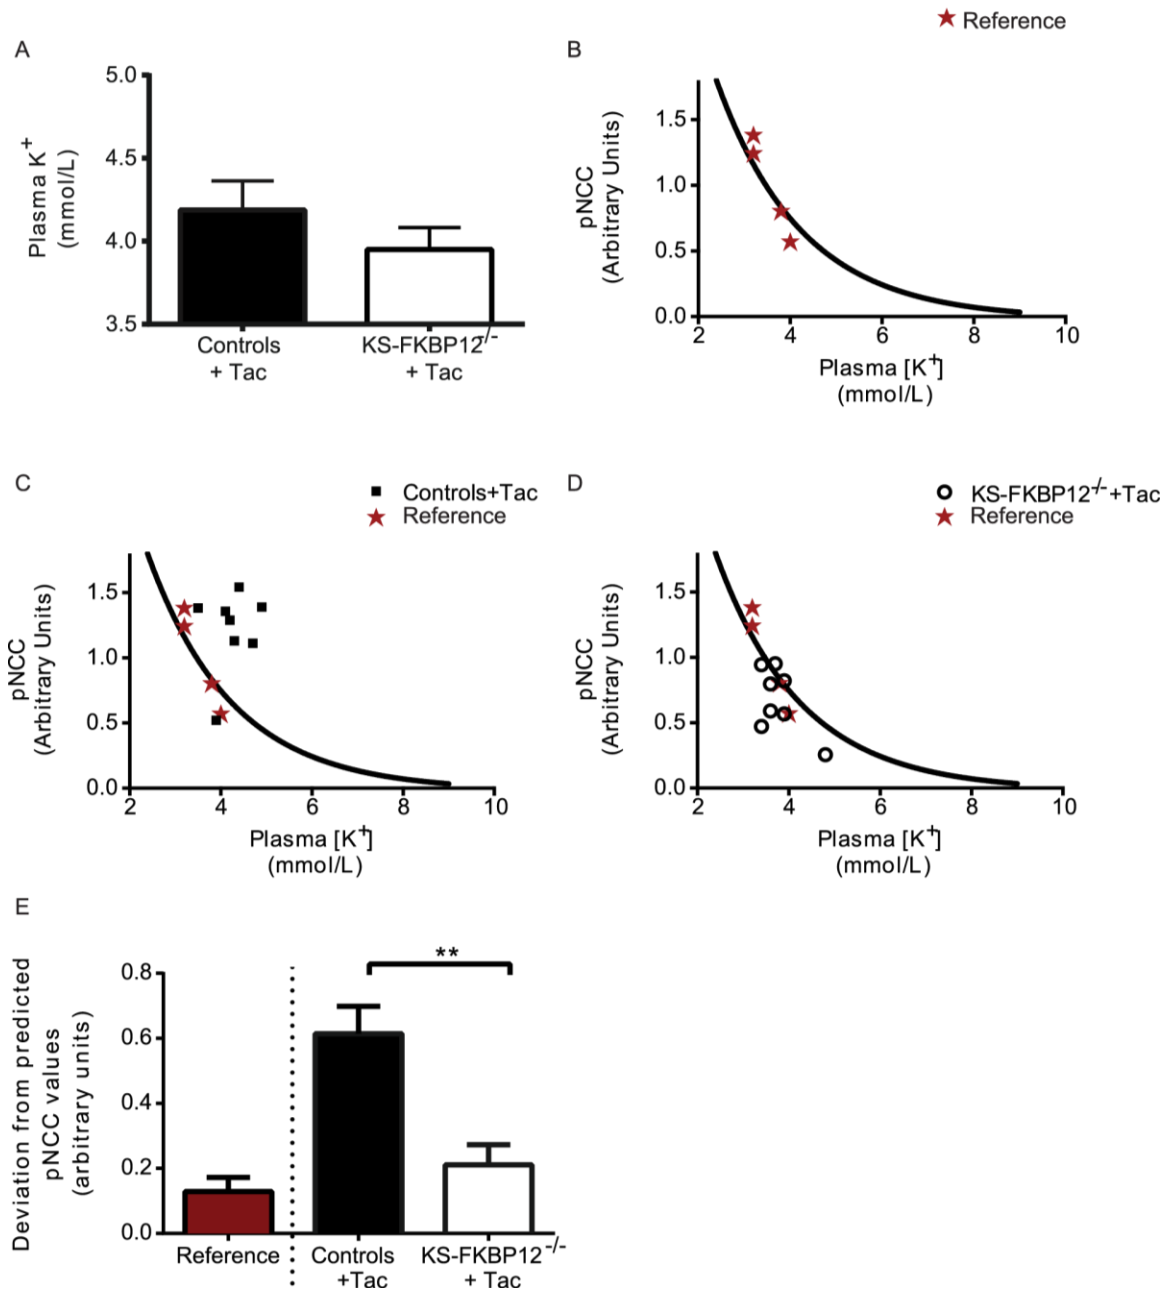 A
5.0
4.5
4.0
3.5
Plasma K+
(mmol/L)
Controls
+ Tac
KS-FKBP12-/-
+ Tac
B
★ Reference
1.5
1.0
0.5
0.0
pNCC
(Arbitrary Units)
2 4 6 8 10
Plasma [K+]
(mmol/L)
C
Controls+Tac
Reference
1.5
1.0
0.5
0.0
pNCC
(Arbitrary Units)
2 4 6 8 10
Plasma [K+]
(mmol/L)
D
KS-FKBP12-/-+Tac
Reference
1.5
1.0
0.5
0.0
pNCC
(Arbitrary Units)
2 4 6 8 10
Plasma [K+]
(mmol/L)
E
**
0.8
0.6
0.4
0.2
0.0
Deviation from predicted
pNCC values
(arbitrary units)
Reference
Controls
+Tac
KS-FKBP12-/-
+ Tac